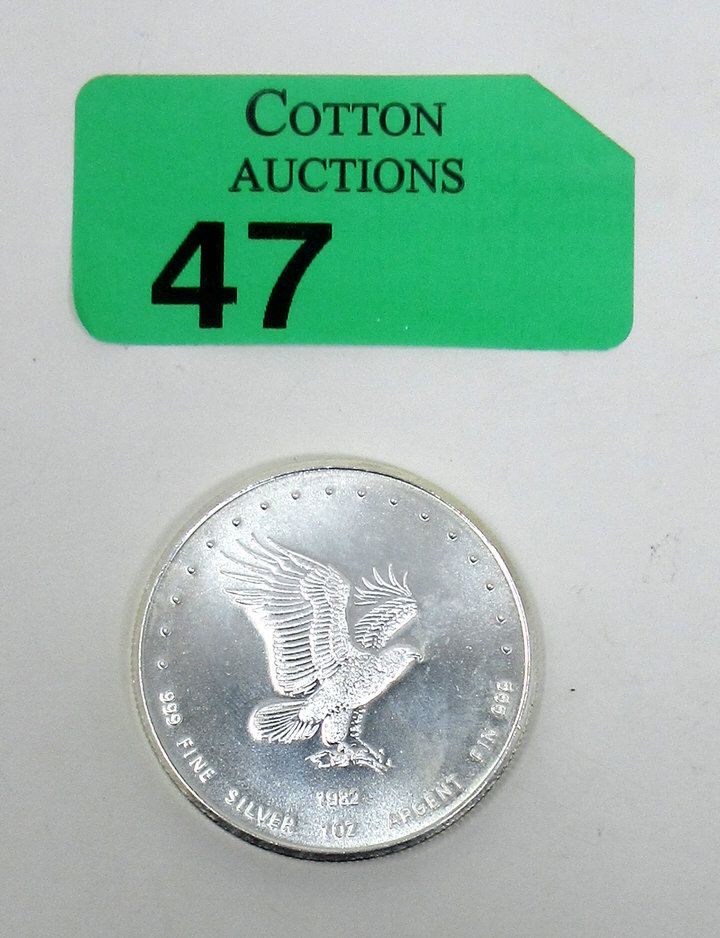 COTTON
AUCTIONS
47
1982
999 FINE SILVER 1OZ ARGENT FIN 999